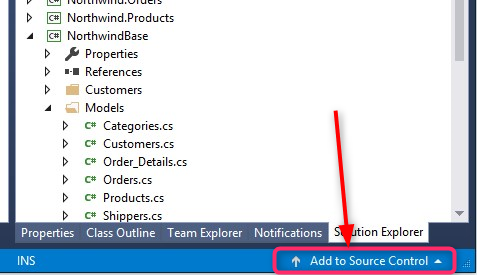 Northwind.Orders
C# Northwind.Products
C# NorthwindBase
Properties
References
Customers
Models
C# Categories.cs
C# Customers.cs
C# Order_Details.cs
C# Orders.cs
C# Products.cs
C# Shippers.cs
Properties Class Outline Team Explorer Notifications Solution Explorer
INS Add to Source Control